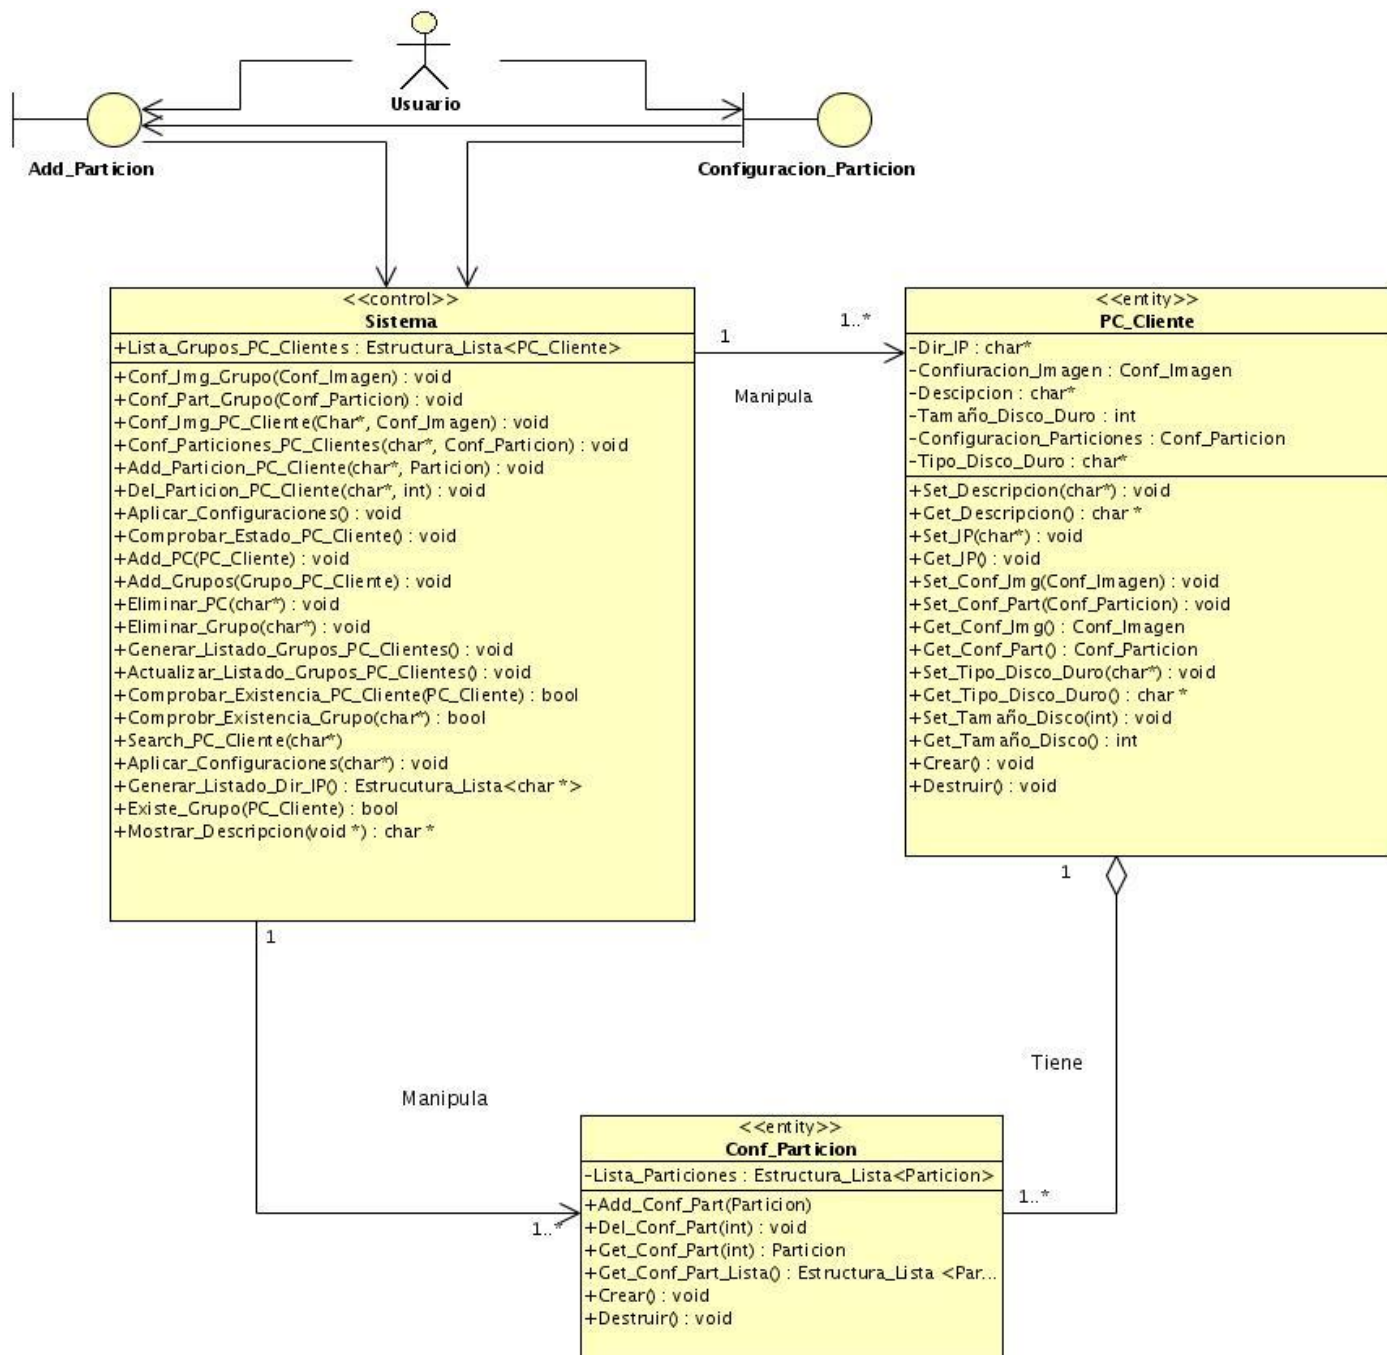 Usuario
Add_Particion
Configuracion_Particion
<<control>>
Sistema
+Lista_Grupos_PC_Clientes : Estructura_Lista<PC_Cliente>
+Conf_Img_Grupo(Conf_Imagen) : void
+Conf_Part_Grupo(Conf_Particion) : void
+Conf_Img_PC_Cliente(Char*, Conf_Imagen) : void
+Conf_Particiones_PC_Clientes(char*, Conf_Particion) : void
+Add_Particion_PC_Cliente(char*, Particion) : void
+Del_Particion_PC_Cliente(char*, int) : void
+Aplicar_Configuraciones() : void
+Comprobar_Estado_PC_Cliente() : void
+Add_PC(PC_Cliente) : void
+Add_Grupos(Grupo_PC_Cliente) : void
+Eliminar_PC(char*) : void
+Eliminar_Grupo(char*) : void
+Generar_Listado_Grupos_PC_Clientes() : void
+Actualizar_Listado_Grupos_PC_Clientes() : void
+Comprobar_Existencia_PC_Cliente(PC_Cliente) : bool
+Comprobr_Existencia_Grupo(char*) : bool
+Search_PC_Cliente(char*)
+Aplicar_Configuraciones(char*) : void
+Generar_Listado_Dir_IP() : Estrucutura_Lista<char *>
+Existe_Grupo(PC_Cliente) : bool
+Mostrar_Descripcion(void *) : char *
1
1..*
Manipula
<<entity>>
PC_Cliente
-Dir_IP : char*
-Confiuracion_Imagen : Conf_Imagen
-Descipcion : char*
-Tamaño_Disco_Duro : int
-Configuracion_Particiones : Conf_Particion
-Tipo_Disco_Duro : char*
+Set_Descripcion(char*) : void
+Get_Descripcion() : char *
+Set_IP(char*) : void
+Get_IP() : void
+Set_Conf_Img(Conf_Imagen) : void
+Set_Conf_Part(Conf_Particion) : void
+Get_Conf_Img() : Conf_Imagen
+Get_Conf_Part() : Conf_Particion
+Set_Tipo_Disco_Duro(char*) : void
+Get_Tipo_Disco_Duro() : char *
+Set_Tamaño_Disco(int) : void
+Get_Tamaño_Disco() : int
+Crear() : void
+Destruir() : void
1
1
Tiene
Manipula
1..*
<<entity>>
Conf_Particion
-Lista_Particiones : Estructura_Lista<Particion>
+Add_Conf_Part(Particion)
+Del_Conf_Part(int) : void
+Get_Conf_Part(int) : Particion
+Get_Conf_Part_Lista() : Estructura_Lista <Par...
+Crear() : void
+Destruir() : void
1..*